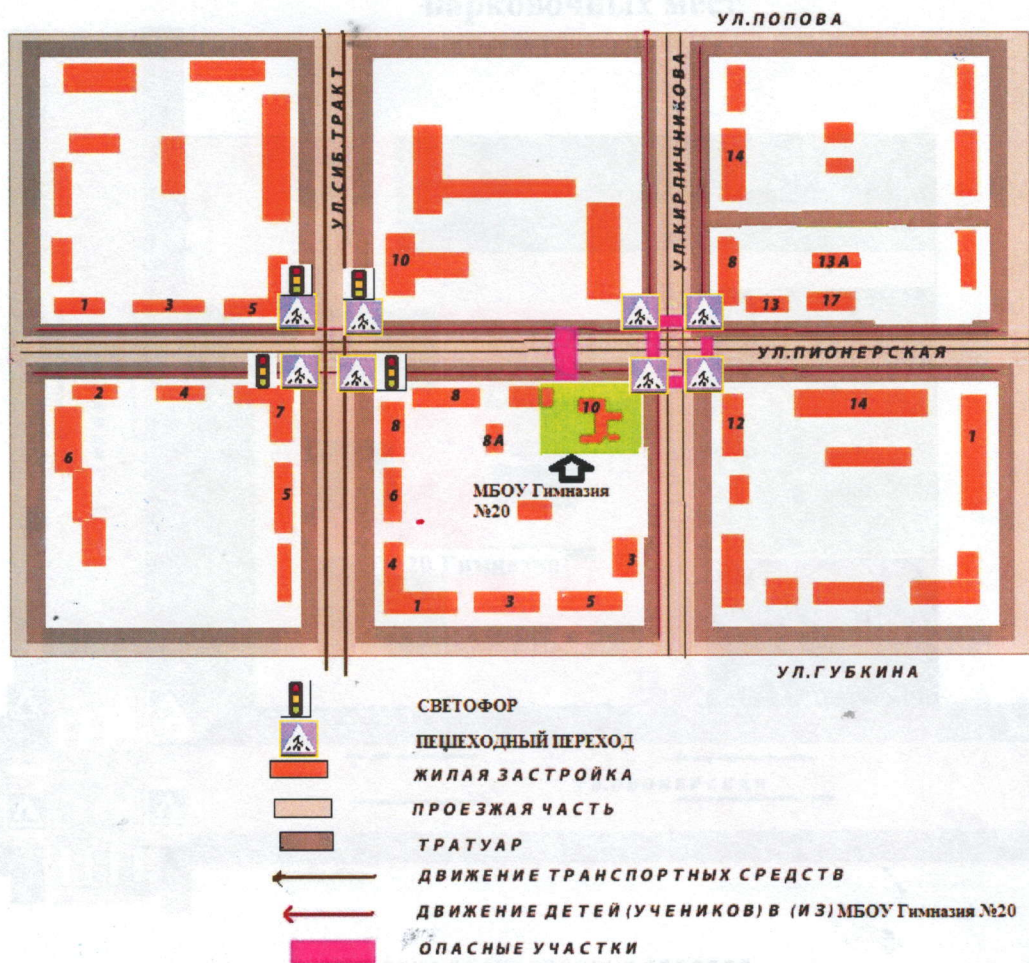 УЛ.ПОПОВА
УЛ.СИБ.ТРАКТ
УЛ.КИРПИЧНИКОВА
14
10
8
13А
13
17
1
3
5
УЛ.ПИОНЕРСКАЯ
2
4
7
6
5
8
8
8А
10
6
МБОУ Гимназия
№20
4
1
3
5
3
12
14
1
УЛ.ГУБКИНА
СВЕТОФОР
ПЕШЕХОДНЫЙ ПЕРЕХОД
ЖИЛАЯ ЗАСТРОЙКА
ПРОЕЗЖАЯ ЧАСТЬ
ТРАТУАР
ДВИЖЕНИЕ ТРАНСПОРТНЫХ СРЕДСТВ
ДВИЖЕНИЕ ДЕТЕЙ (УЧЕНИКОВ) В (ИЗ) МБОУ Гимназия №20
ОПАСНЫЕ УЧАСТКИ